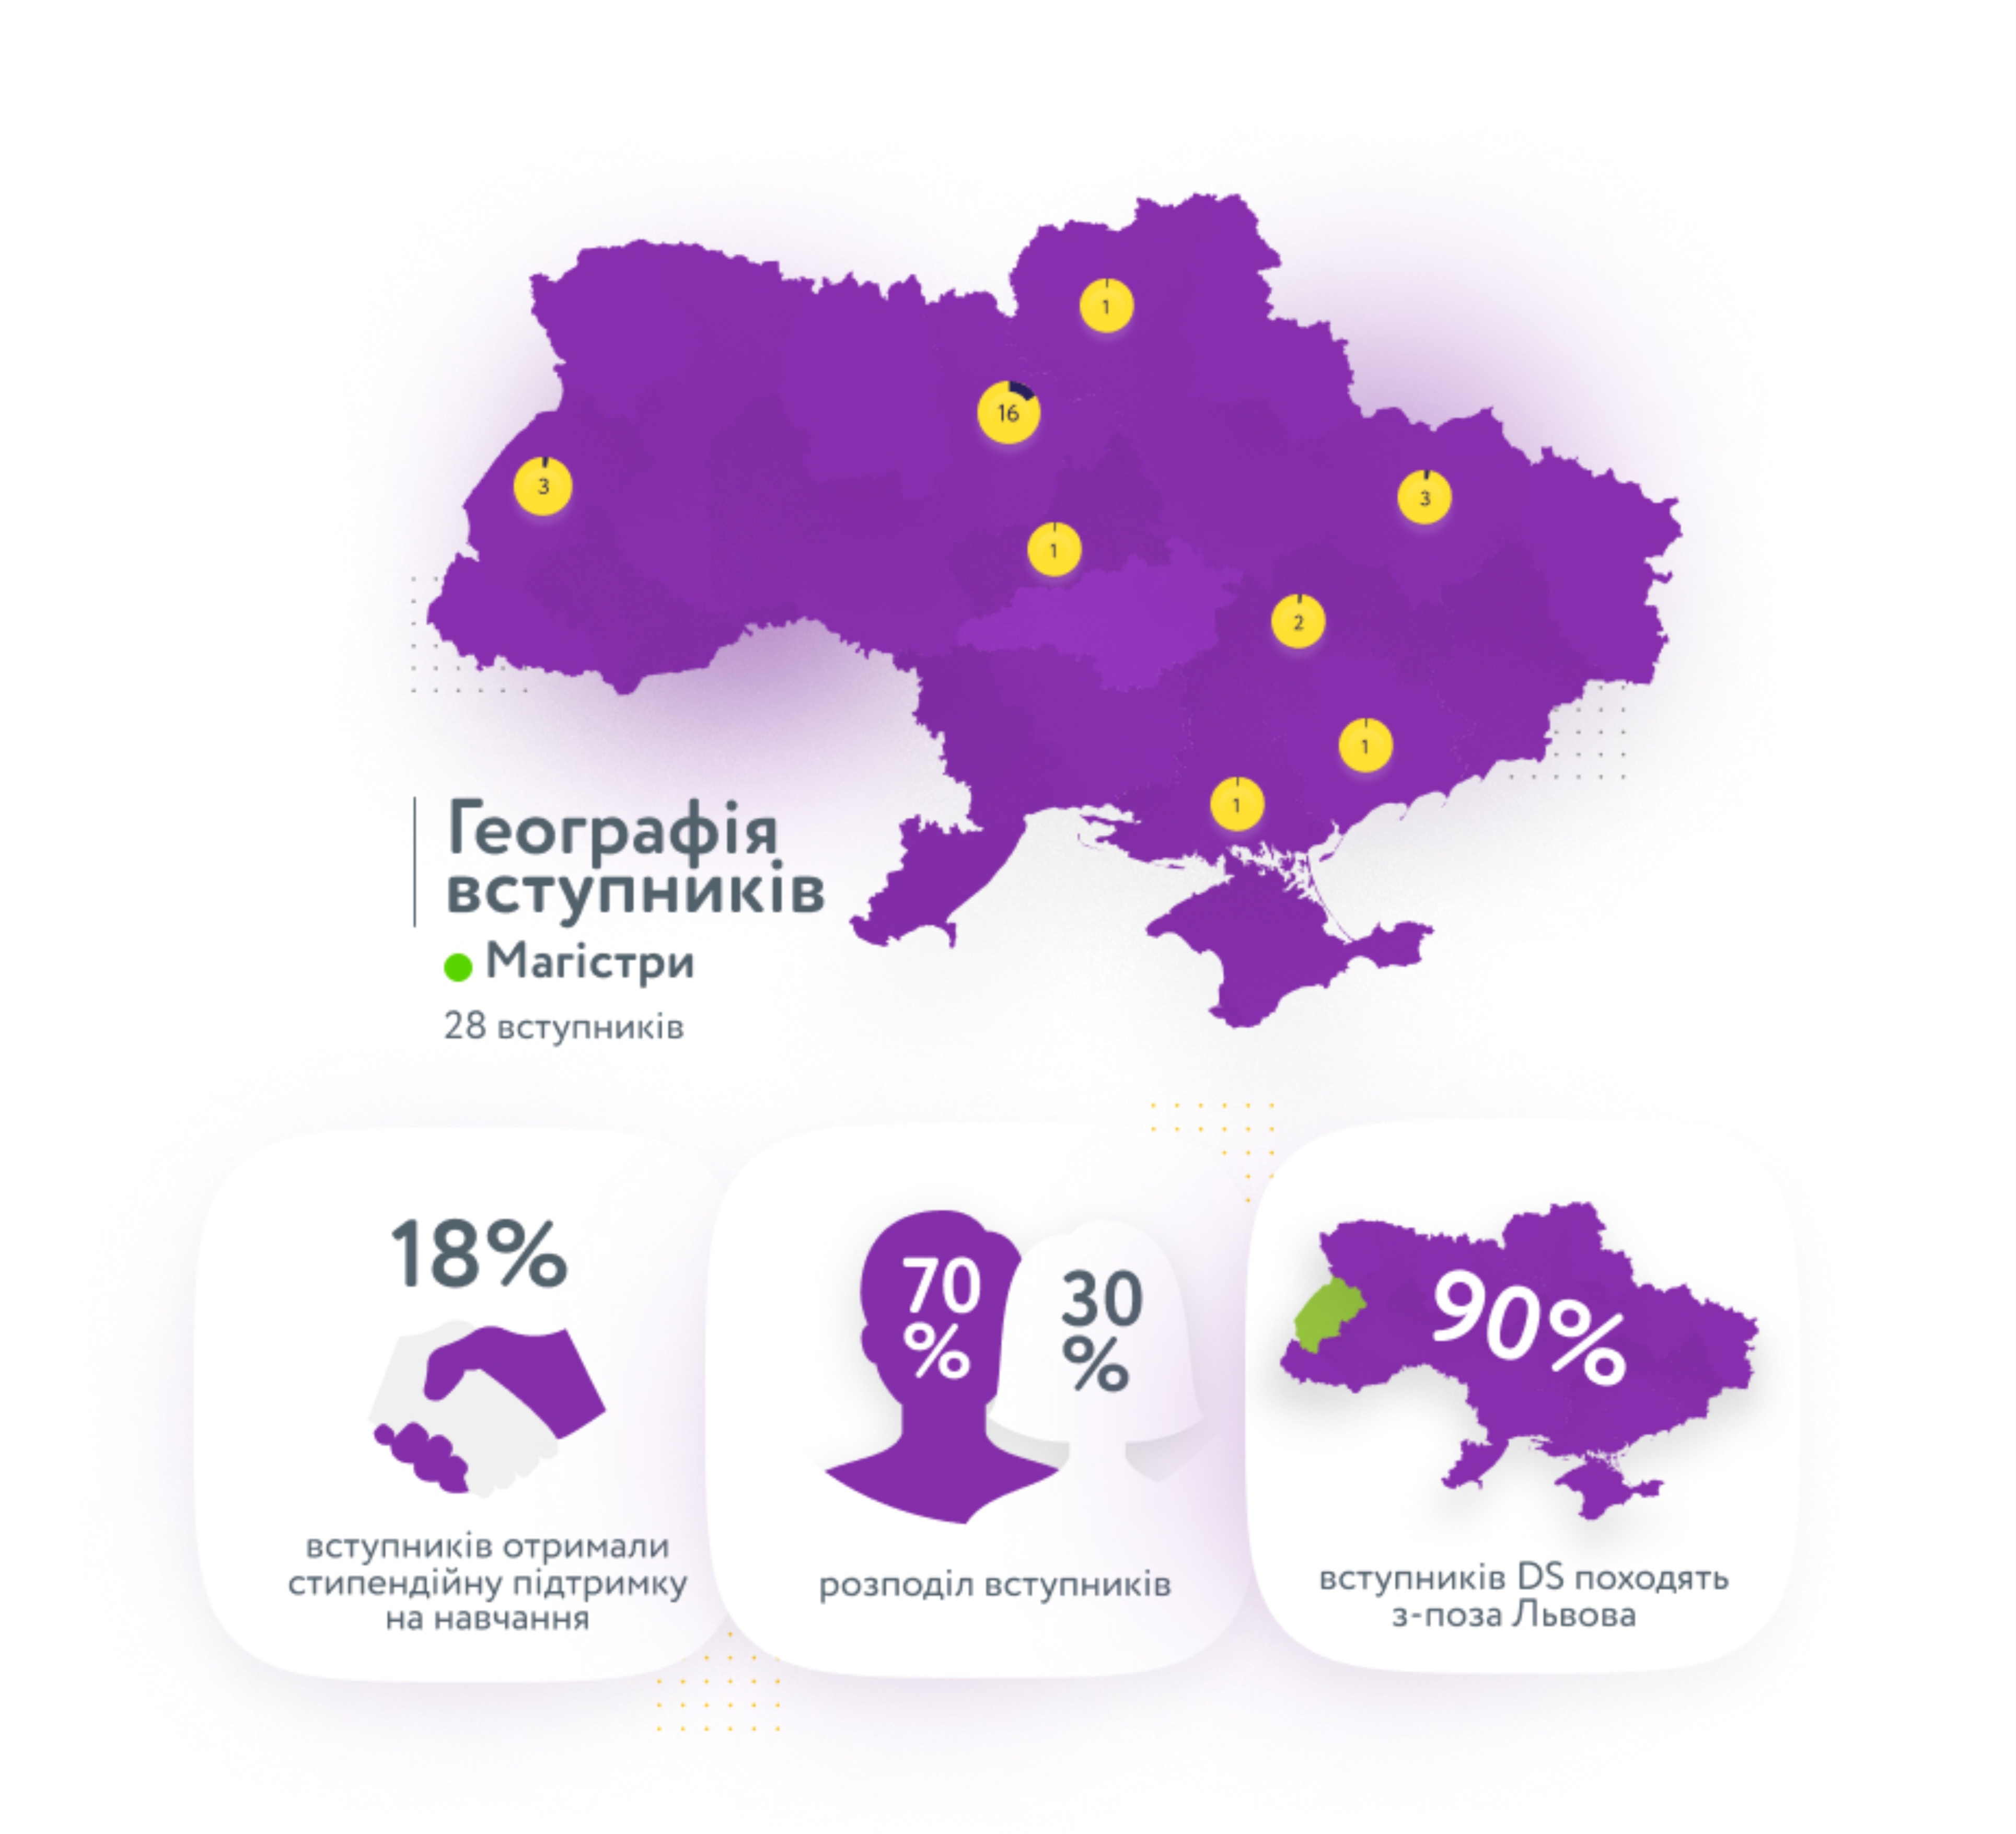 1
16
3
3
1
2
1
1
Географія
вступників
Магістри
28 вступників
18%
вступників отримали
стипендійну підтримку
на навчання
70
%
30
%
розподіл вступників
90%
вступників DS походять
з-поза Львова